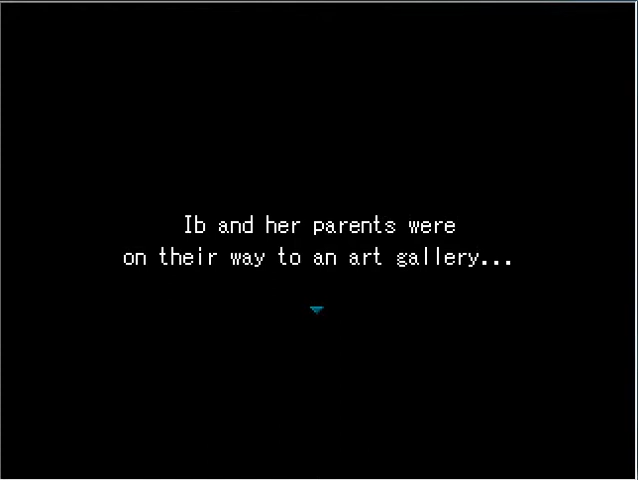 Ib and her parents were
on their way to an art gallery...